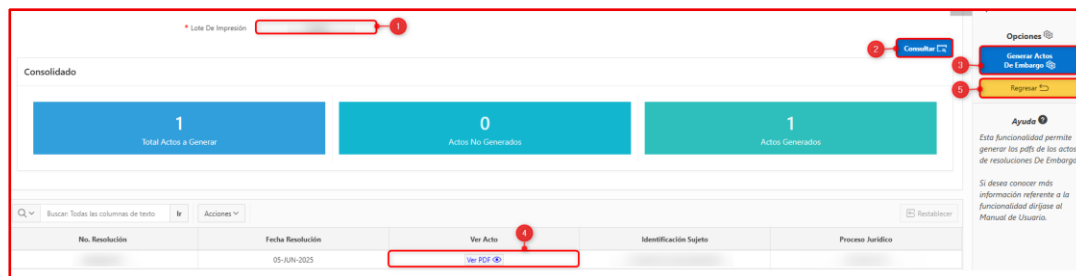 * Lote De Impresión
1
2
Consultar
Consolidado
1
Total Actos a Generar
0
Actos No Generados
1
Actos Generados
Opciones
3
Generar Actos
De Embargo
5
Regresar
Ayuda
Esta funcionalidad permite
generar los pdfs de los actos
de resoluciones De Embargo
Si desea conocer más
información referente a la
funcionalidad diríjase al
Manual de Usuario.
Buscar: Todas las columnas de texto
Ir
Acciones
Restablecer
4
No. Resolución
Fecha Resolución
Ver Acto
Identificación Sujeto
Proceso Jurídico
05-JUN-2025
Ver PDF